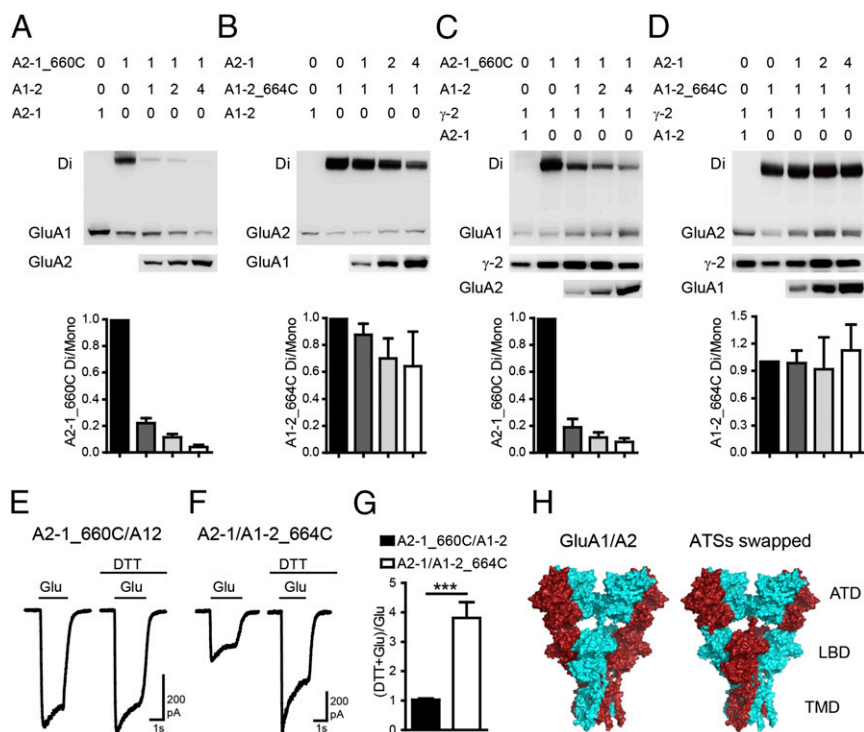 A
A2-1_660C 0 1 1 1 1
A1-2 0 0 1 2 4
A2-1 1 0 0 0 0
Di
GluA1
GluA2
A2-1_660C Di/Mono
1.0
0.8
0.6
0.4
0.2
0.0
B
A2-1 0 0 1 2 4
A1-2_664C 0 1 1 1 1
A1-2 1 0 0 0 0
Di
GluA2
GluA1
A1-2_664C Di/Mono
1.0
0.8
0.6
0.4
0.2
0.0
C
A2-1_660C 0 1 1 1 1
A1-2 0 0 1 2 4
γ-2 1 1 1 1 1
A2-1 1 0 0 0 0
Di
GluA1
γ-2
GluA2
A2-1_660C Di/Mono
1.0
0.8
0.6
0.4
0.2
0.0
D
A2-1 0 0 1 2 4
A1-2_664C 0 1 1 1 1
γ-2 1 1 1 1 1
A1-2 1 0 0 0 0
Di
GluA2
γ-2
GluA1
A1-2_664C Di/Mono
1.5
1.2
0.9
0.6
0.3
0.0
E
A2-1_660C/A12
DTT
Glu Glu
200
pA
1s
F
A2-1/A1-2_664C
DTT
Glu Glu
200
pA
1s
G
A2-1_660C/A1-2
A2-1/A1-2_664C
(DTT+Glu)/Glu
5
4
3
2
1
0
***
H
GluA1/A2 ATSs swapped
ATD
LBD
TMD